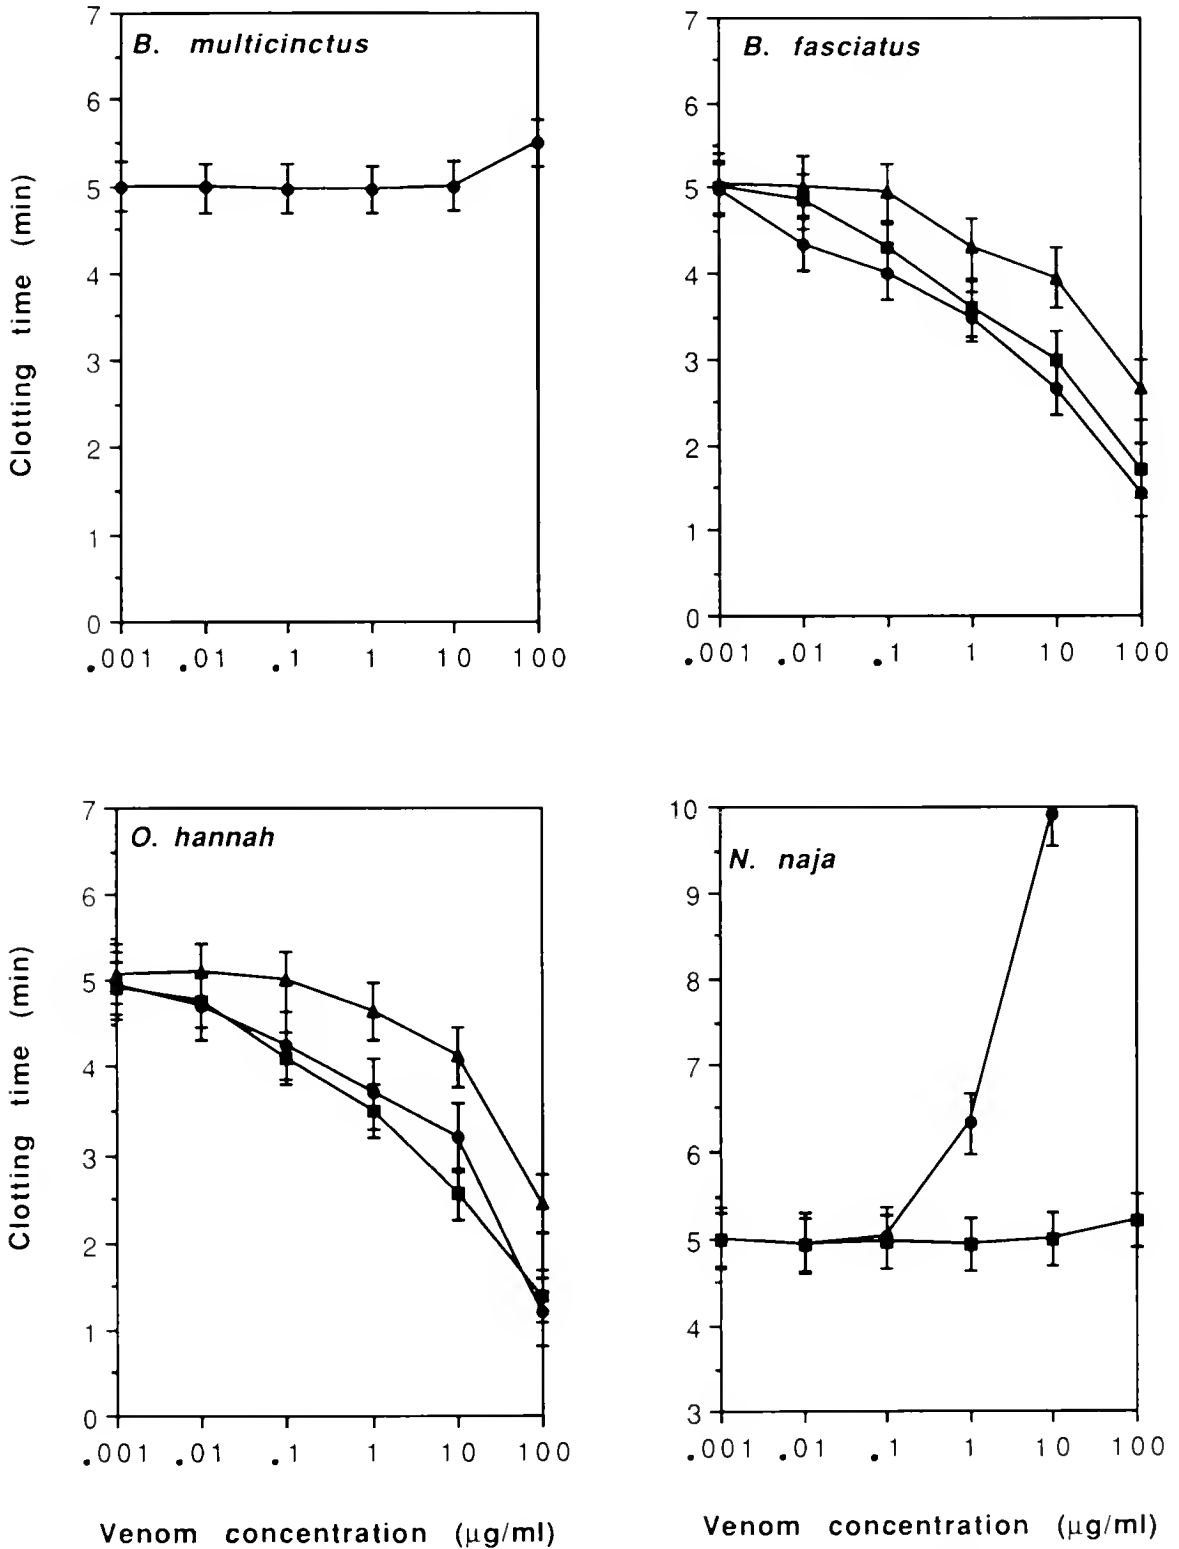 B. multicinctus
7
6
5
4
3
2
1
0
.001 .01 .1 1 10 100
Clotting time (min)
B. fasciatus
7
6
5
4
3
2
1
0
.001 .01 .1 1 10 100
O. hannah
7
6
5
4
3
2
1
0
.001 .01 .1 1 10 100
Clotting time (min)
Venom concentration (μg/ml)
N. naja
10
9
8
7
6
5
4
3
.001 .01 .1 1 10 100
Venom concentration (μg/ml)